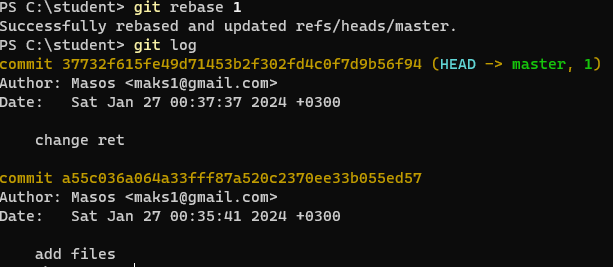 PS C:\student> git rebase 1
Successfully rebased and updated refs/heads/master.
PS C:\student> git log
commit 37732f615fe49d71453b2f302fd4c0f7d9b56f94 (HEAD -> master, 1)
Author: Masos <maks1@gmail.com>
Date:   Sat Jan 27 00:37:37 2024 +0300
change ret
commit a55c036a064a33fff87a520c2370ee33b055ed57
Author: Masos <maks1@gmail.com>
Date:   Sat Jan 27 00:35:41 2024 +0300
add files